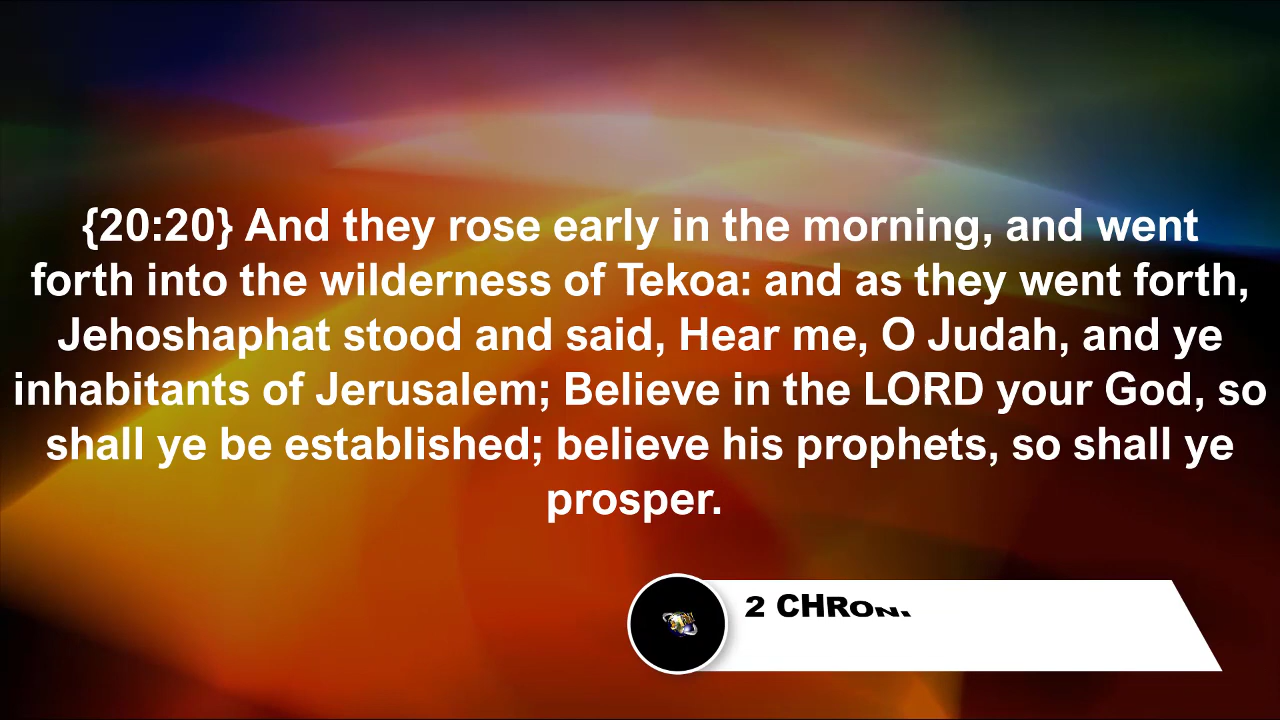 {20:20} And they rose early in the morning, and went
forth into the wilderness of Tekoa: and as they went forth,
Jehoshaphat stood and said, Hear me, O Judah, and ye
inhabitants of Jerusalem; Believe in the LORD your God, so
shall ye be established; believe his prophets, so shall ye
prosper.
2 CHRON.